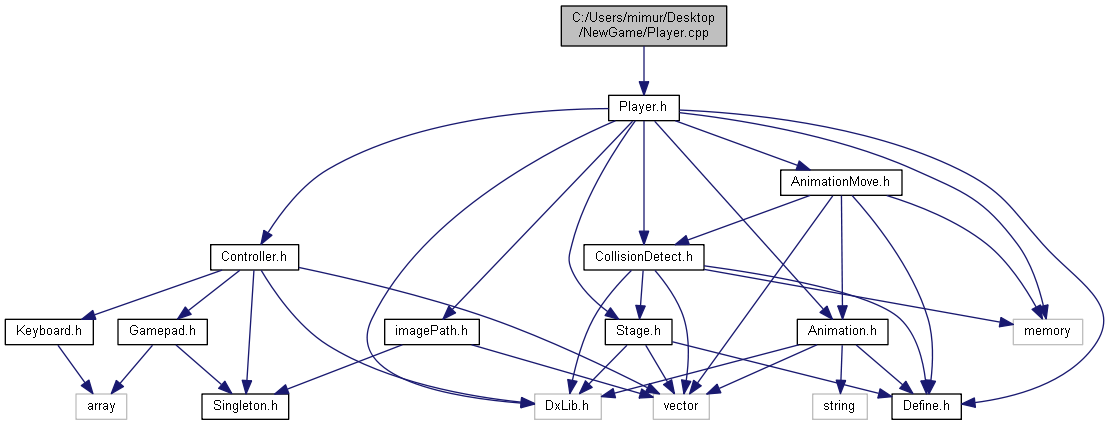 C:/Users/mimur/Desktop
/NewGame/Player.cpp
Player.h
AnimationMove.h
Controller.h
CollisionDetect.h
Keyboard.h
Gamepad.h
imagePath.h
Stage.h
Animation.h
memory
array
Singleton.h
DxLib.h
vector
string
Define.h